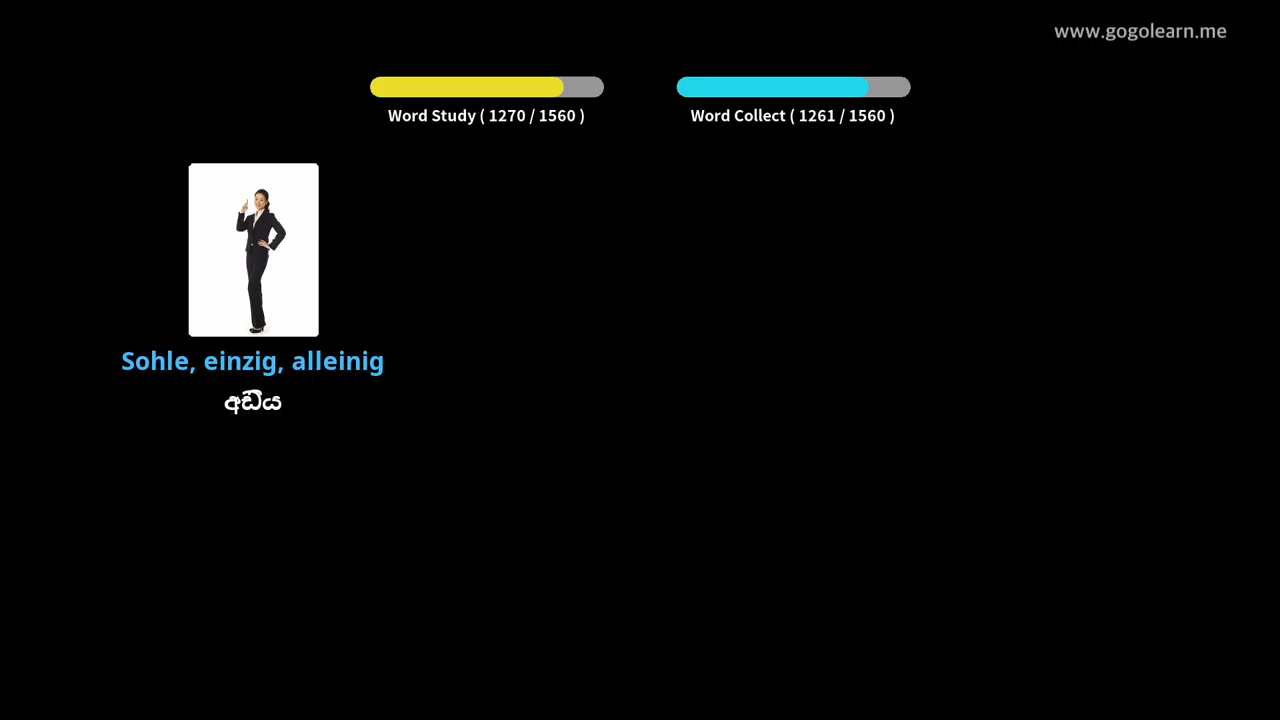 www.gogolearn.me
Word Study ( 1270 / 1560 )
Word Collect ( 1261 / 1560 )
Sohle, einzig, alleinig
අඩිය